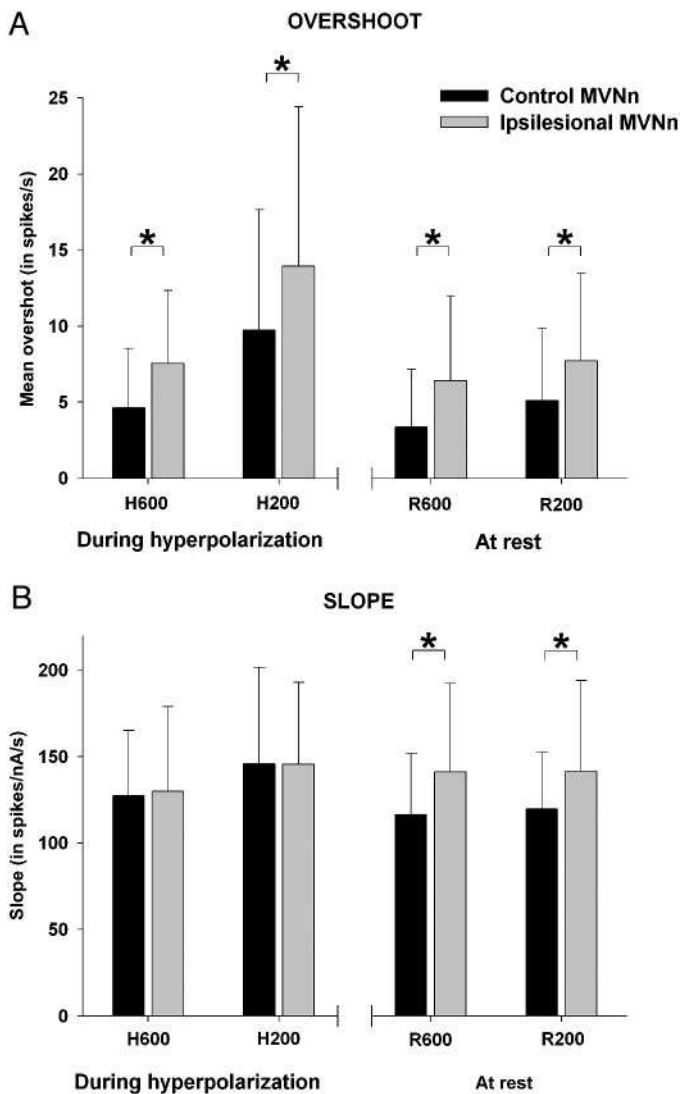 A
OVERSHOOT
*
25
Control MVNn
Ipsilesional MVNn
20
* * *
15
10
5
0
Mean overshot (in spikes/s)
H600 H200 R600 R200
During hyperpolarization At rest
B
SLOPE
* *
200
150
100
50
0
Slope (in spikes/nA/s)
H600 H200 R600 R200
During hyperpolarization At rest